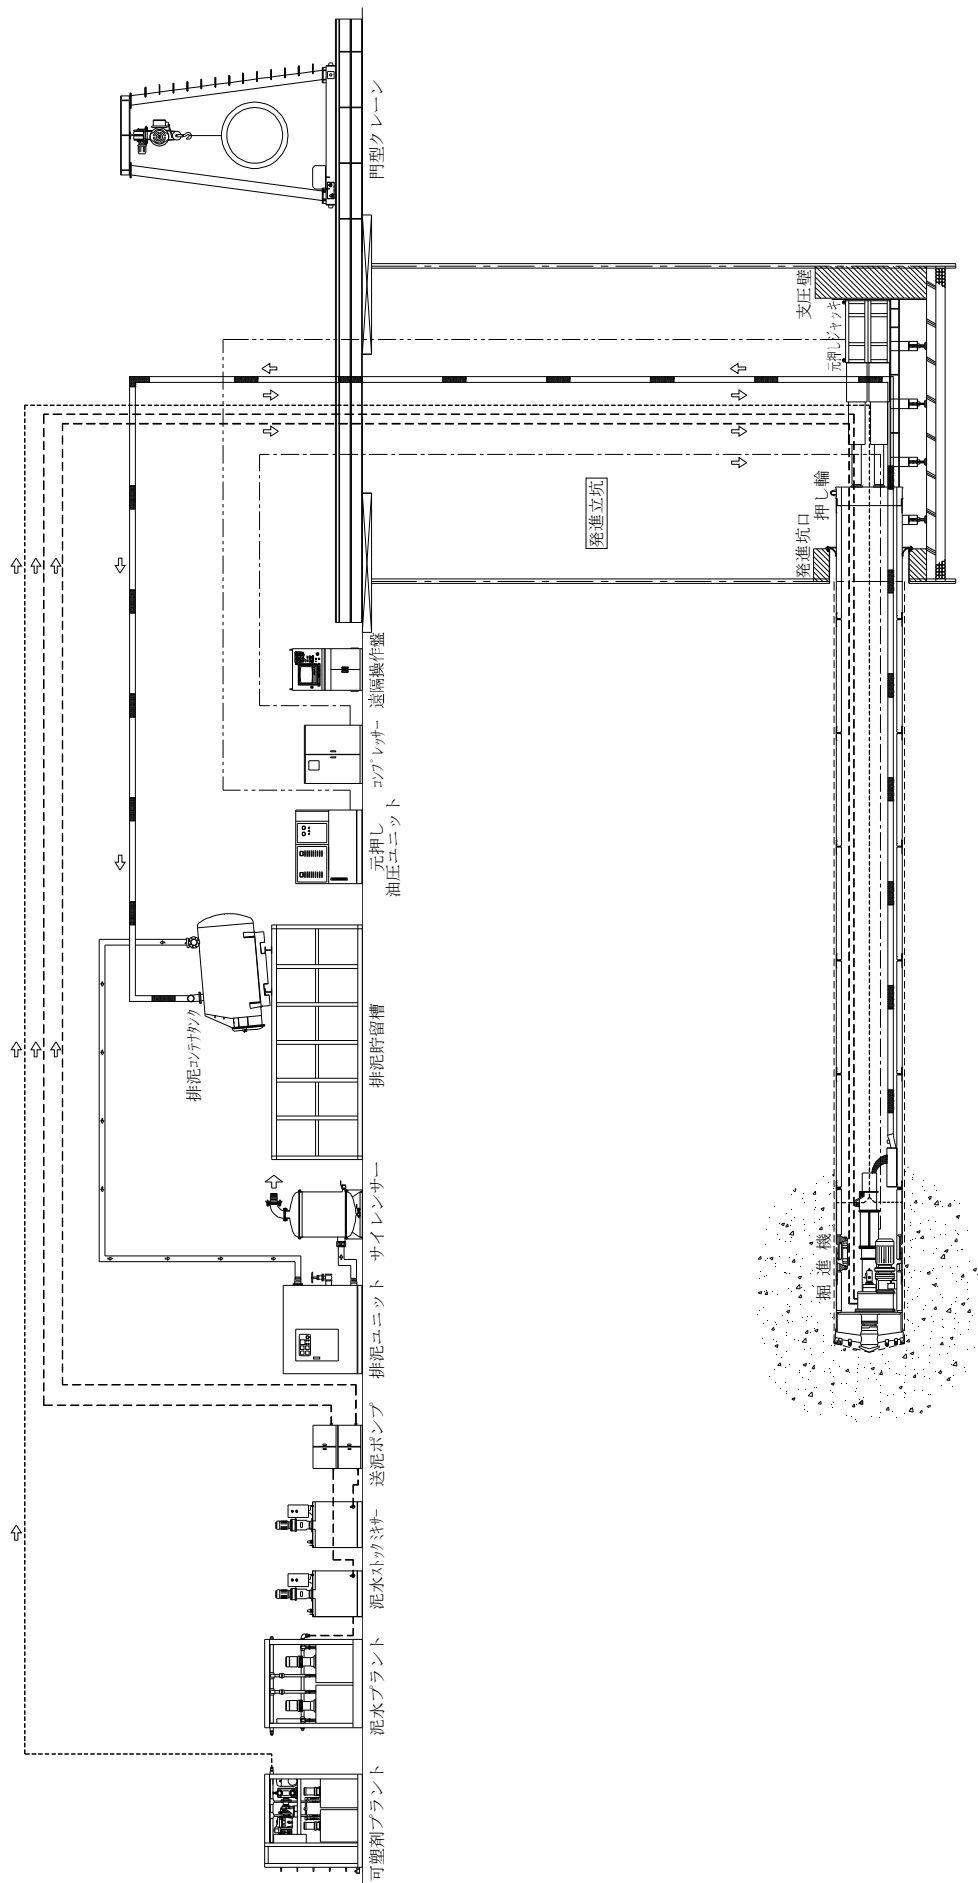 可塑剤プラント
泥水プラント
泥水ストックミキサー
送泥ポンプ
排泥ユニット
サイレンサー
排泥貯留槽
排泥コンテナタンク
元押し
油圧ユニット
コンプレッサー
遠隔操作盤
門型クレーン
発進立坑
支圧壁
元押しジャッキ
押し輪
発進坑口
掘進機